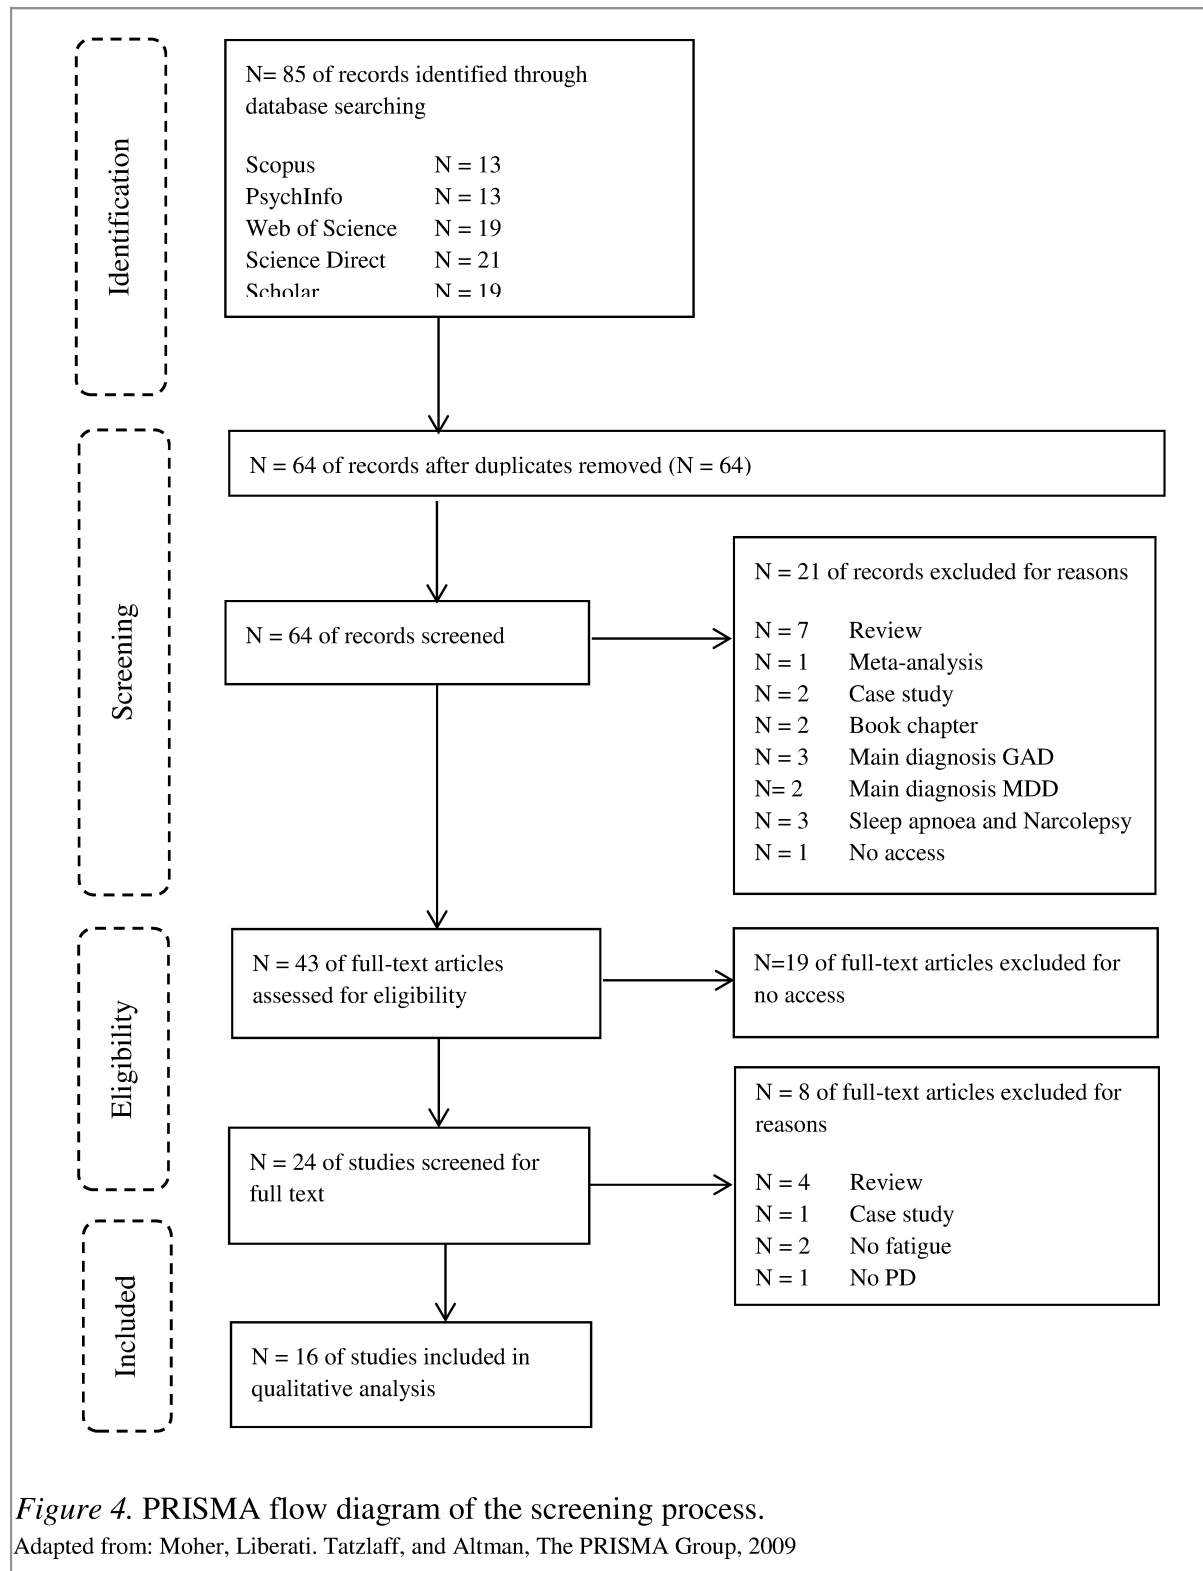 Identification
N= 85 of records identified through
database searching
Scopus N = 13
PsychInfo N = 13
Web of Science N = 19
Science Direct N = 21
Scholar N = 19
Screening
N = 64 of records after duplicates removed (N = 64)
N = 64 of records screened
N = 21 of records excluded for reasons
N = 7 Review
N = 1 Meta-analysis
N = 2 Case study
N = 2 Book chapter
N = 3 Main diagnosis GAD
N= 2 Main diagnosis MDD
N = 3 Sleep apnoea and Narcolepsy
N = 1 No access
Eligibility
N = 43 of full-text articles
assessed for eligibility
N=19 of full-text articles excluded for
no access
N = 24 of studies screened for
full text
N = 8 of full-text articles excluded for
reasons
N = 4 Review
N = 1 Case study
N = 2 No fatigue
N = 1 No PD
Included
N = 16 of studies included in
qualitative analysis
Figure 4. PRISMA flow diagram of the screening process.
Adapted from: Moher, Liberati. Tatzlaff, and Altman, The PRISMA Group, 2009